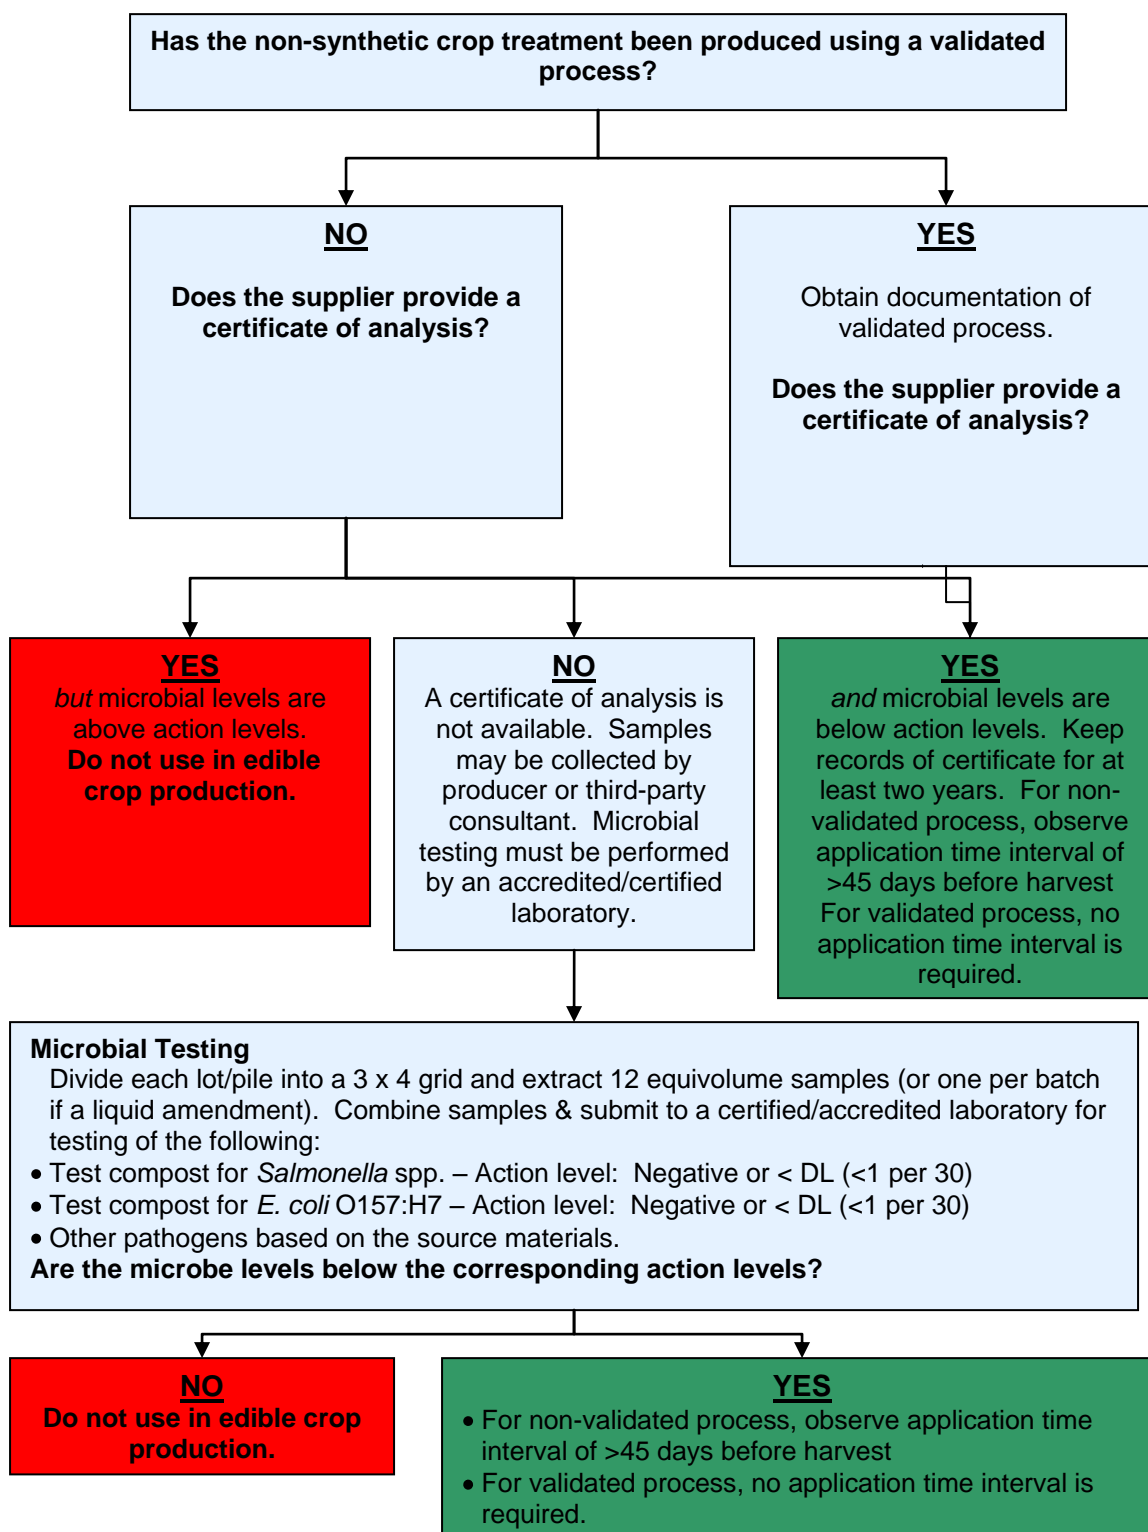 Has the non-synthetic crop treatment been produced using a validated
process?
NO
Does the supplier provide a
certificate of analysis?
YES
Obtain documentation of
validated process.
Does the supplier provide a
certificate of analysis?
YES
but microbial levels are
above action levels.
Do not use in edible
crop production.
NO
A certificate of analysis is
not available.  Samples
may be collected by
producer or third-party
consultant.  Microbial
testing must be performed
by an accredited/certified
laboratory.
YES
and microbial levels are
below action levels.  Keep
records of certificate for at
least two years.  For non-
validated process, observe
application time interval of
>45 days before harvest
For validated process, no
application time interval is
required.
Microbial Testing
Divide each lot/pile into a 3 x 4 grid and extract 12 equivolume samples (or one per batch
if a liquid amendment).  Combine samples & submit to a certified/accredited laboratory for
testing of the following:
• Test compost for Salmonella spp. – Action level:  Negative or < DL (<1 per 30)
• Test compost for E. coli O157:H7 – Action level:  Negative or < DL (<1 per 30)
• Other pathogens based on the source materials.
Are the microbe levels below the corresponding action levels?
NO
Do not use in edible crop
production.
YES
• For non-validated process, observe application time
interval of >45 days before harvest
• For validated process, no application time interval is
required.